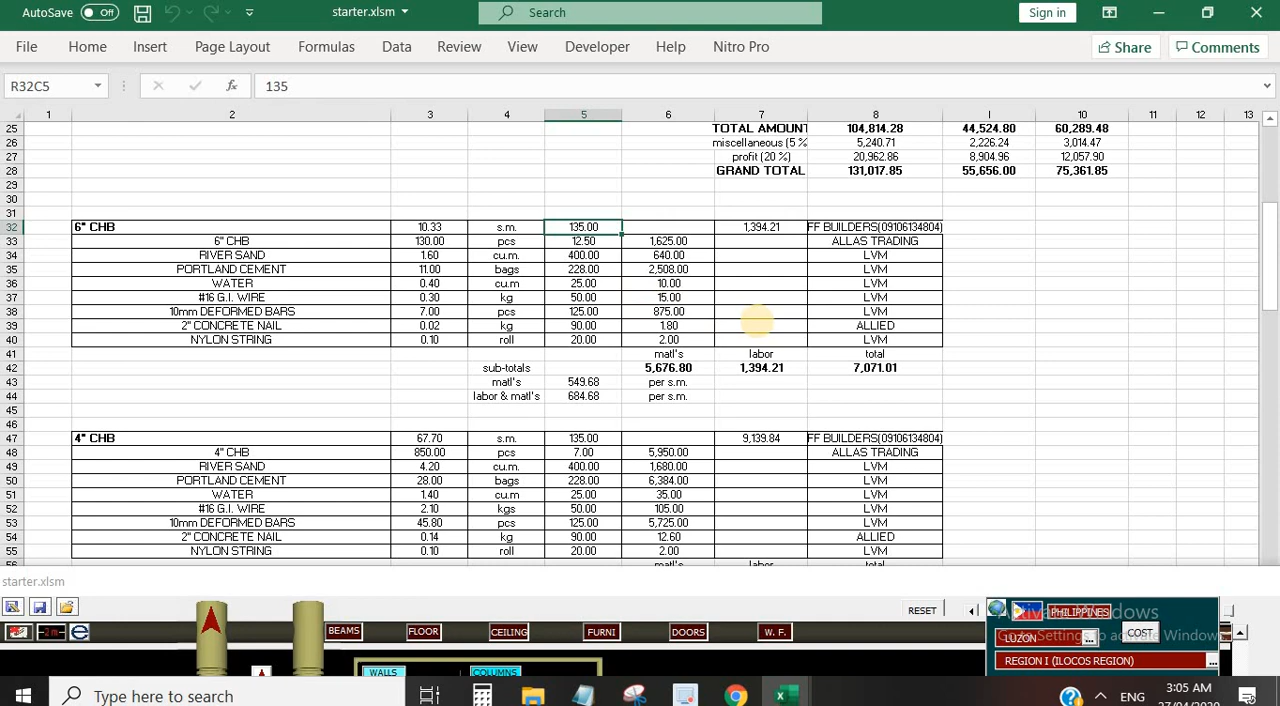 AutoSave Off starter.xlsm Search Sign in
File Home Insert Page Layout Formulas Data Review View Developer Help Nitro Pro Share Comments
R32C5 fx 135
1 2 3 4 5 6 7 8 I 10 11 12 13
25 TOTAL AMOUNT 104,814.28 44,524.80 60,289.48
26 miscellaneous (5 % 5,240.71 2,226.24 3,014.47
27 profit (20 %) 20,962.86 8,904.96 12,057.90
28 GRAND TOTAL 131,017.85 55,656.00 75,361.85
29
30
31
32 6" CHB 10.33 s.m. 135.00 1,394.21 FF BUILDERS(09106134804)
33 6" CHB 130.00 pcs 12.50 1,625.00 ALLAS TRADING
34 RIVER SAND 1.60 cu.m. 400.00 640.00 LVM
35 PORTLAND CEMENT 11.00 bags 228.00 2,508.00 LVM
36 WATER 0.40 cu.m 25.00 10.00 LVM
37 #16 G.I. WIRE 0.30 kg 50.00 15.00 LVM
38 10mm DEFORMED BARS 7.00 pcs 125.00 875.00 LVM
39 2" CONCRETE NAIL 0.02 kg 90.00 1.80 ALLIED
40 NYLON STRING 0.10 roll 20.00 2.00 LVM
41 matl's labor total
42 sub-totals 5,676.80 1,394.21 7,071.01
43 matl's 549.68 per s.m.
44 labor & matl's 684.68 per s.m.
45
46
47 4" CHB 67.70 s.m. 135.00 9,139.84 FF BUILDERS(09106134804)
48 4" CHB 850.00 pcs 7.00 5,950.00 ALLAS TRADING
49 RIVER SAND 4.20 cu.m. 400.00 1,680.00 LVM
50 PORTLAND CEMENT 28.00 bags 228.00 6,384.00 LVM
51 WATER 1.40 cu.m 25.00 35.00 LVM
52 #16 G.I. WIRE 2.10 kgs 50.00 105.00 LVM
53 10mm DEFORMED BARS 45.80 pcs 125.00 5,725.00 LVM
54 2" CONCRETE NAIL 0.14 kg 90.00 12.60 ALLIED
55 NYLON STRING 0.10 roll 20.00 2.00 LVM
56 matl's labor total
starter.xlsm
RESET PHILIPPINES
Activate Windows
BEAMS FLOOR CEILING FURNI DOORS W. F. LUZON ... COST
Go to Settings to activate Windows.
WALLS COLUMNS REGION I (ILOCOS REGION) ...
Type here to search ENG 3:05 AM
27/04/2020